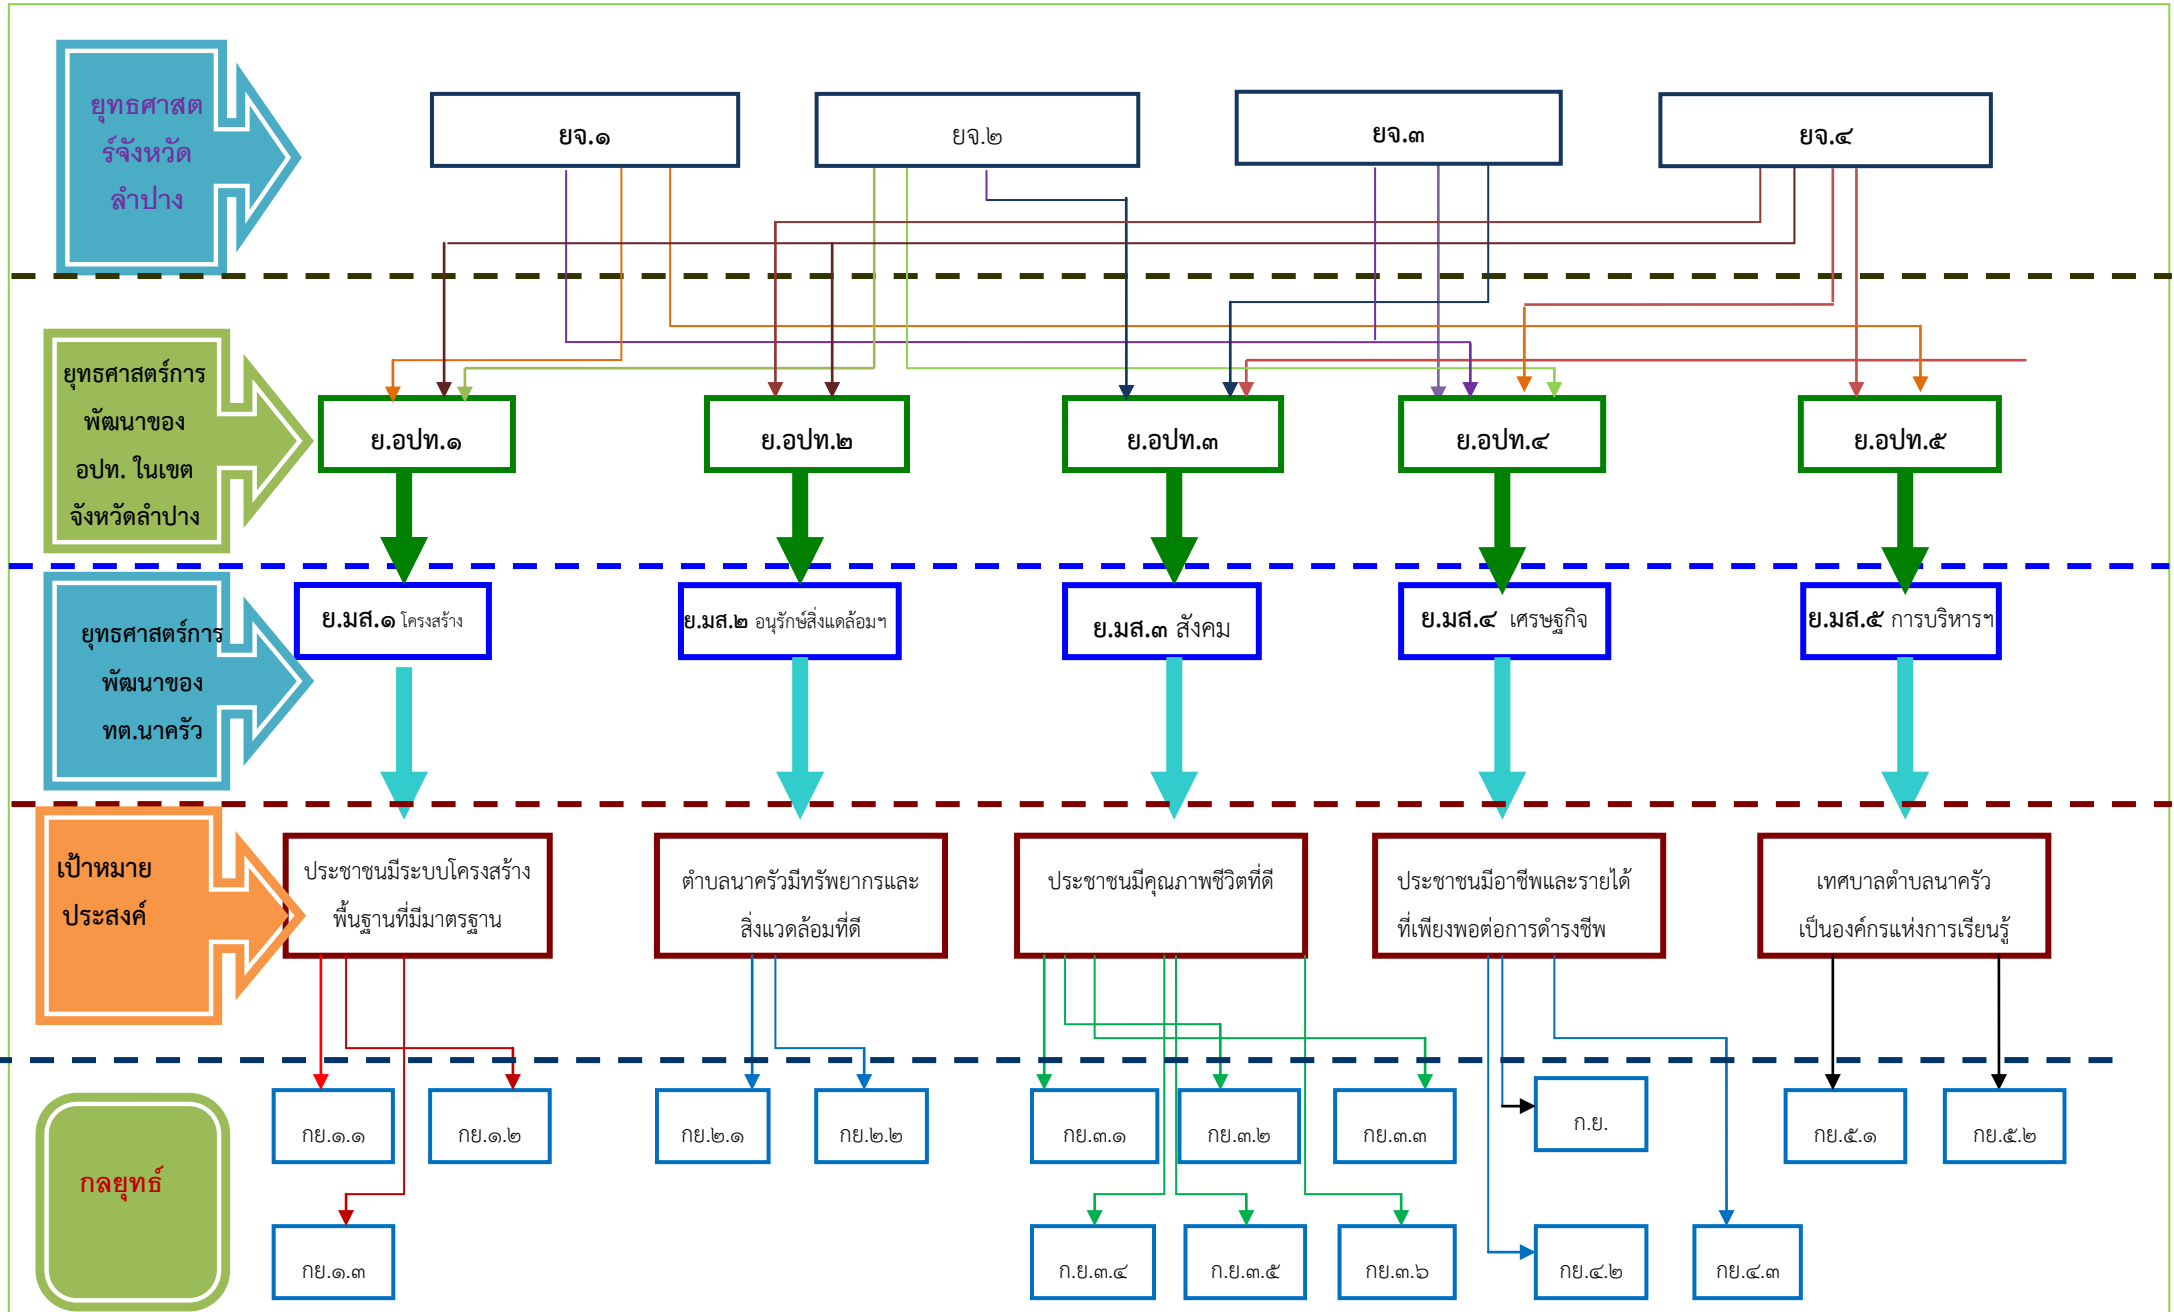 ยุทธศาสต
ร์จังหวัด
ลำปาง
ยจ.๑
ยจ.๒
ยจ.๓
ยจ.๔
ยุทธศาสตร์การ
พัฒนาของ
อปท. ในเขต
จังหวัดลำปาง
ย.อปท.๑
ย.อปท.๒
ย.อปท.๓
ย.อปท.๔
ย.อปท.๕
ยุทธศาสตร์การ
พัฒนาของ
ทต.นาครัว
ย.มส.๑ โครงสร้าง
ย.มส.๒ อนุรักษ์สิ่งแดล้อมฯ
ย.มส.๓ สังคม
ย.มส.๔ เศรษฐกิจ
ย.มส.๕ การบริหารฯ
เป้าหมาย
ประสงค์
ประชาชนมีระบบโครงสร้าง
พื้นฐานที่มีมาตรฐาน
ตำบลนาครัวมีทรัพยากรและ
สิ่งแวดล้อมที่ดี
ประชาชนมีคุณภาพชีวิตที่ดี
ประชาชนมีอาชีพและรายได้
ที่เพียงพอต่อการดำรงชีพ
เทศบาลตำบลนาครัว
เป็นองค์กรแห่งการเรียนรู้
กลยุทธ์
กย.๑.๑
กย.๑.๒
กย.๒.๑
กย.๒.๒
กย.๓.๑
กย.๓.๒
กย.๓.๓
ก.ย.
กย.๕.๑
กย.๕.๒
กย.๑.๓
ก.ย.๓.๔
ก.ย.๓.๕
กย.๓.๖
กย.๔.๒
กย.๔.๓